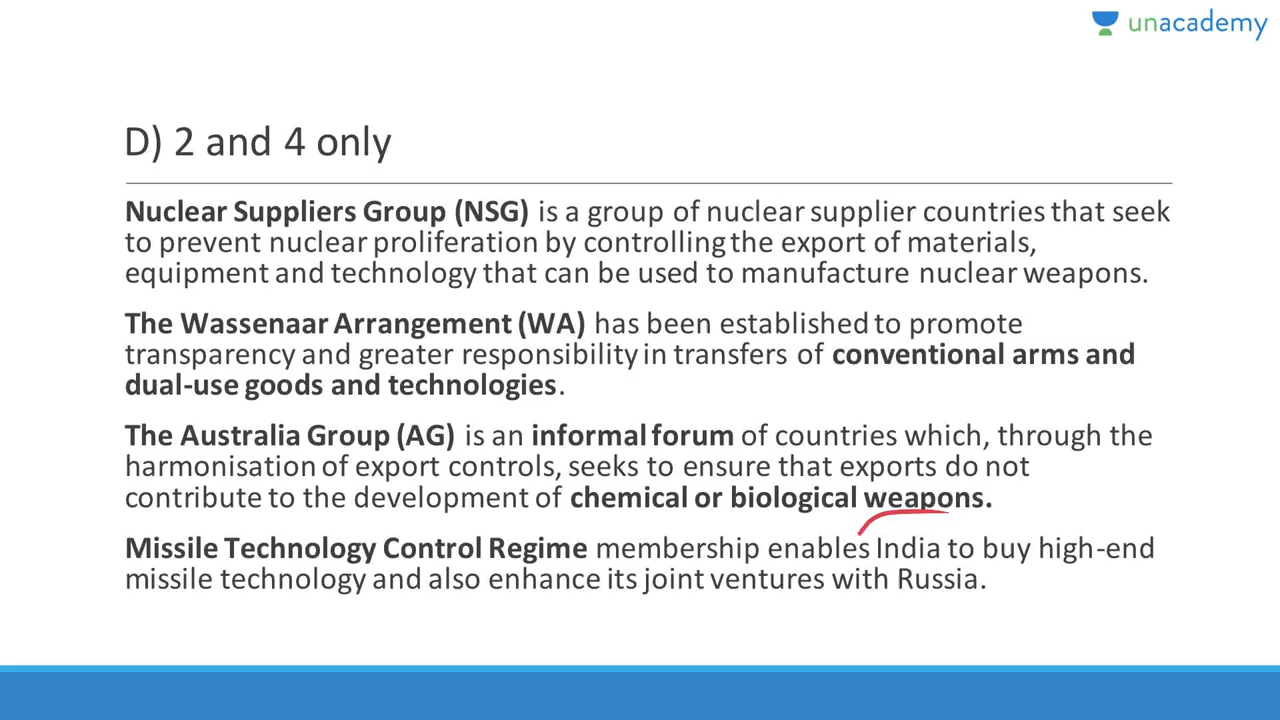 unacademy
D) 2 and 4 only
Nuclear Suppliers Group (NSG) is a group of nuclear supplier countries that seek
to prevent nuclear proliferation by controlling the export of materials,
equipment and technology that can be used to manufacture nuclear weapons.
The Wassenaar Arrangement (WA) has been established to promote
transparency and greater responsibility in transfers of conventional arms and
dual-use goods and technologies.
The Australia Group (AG) is an informal forum of countries which, through the
harmonisation of export controls, seeks to ensure that exports do not
contribute to the development of chemical or biological weapons.
Missile Technology Control Regime membership enables India to buy high-end
missile technology and also enhance its joint ventures with Russia.